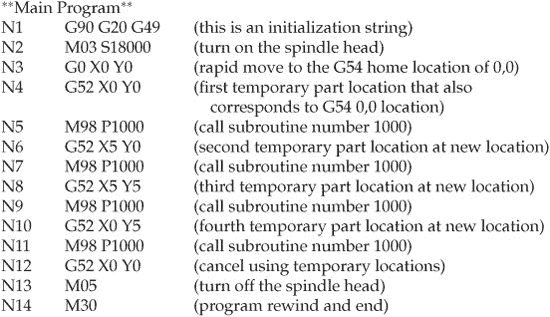 **Main Program**
N1 G90 G20 G49 (this is an initialization string)
N2 M03 S18000 (turn on the spindle head)
N3 G0 X0 Y0 (rapid move to the G54 home location of 0,0)
N4 G52 X0 Y0 (first temporary part location that also
corresponds to G54 0,0 location)
N5 M98 P1000 (call subroutine number 1000)
N6 G52 X5 Y0 (second temporary part location at new location)
N7 M98 P1000 (call subroutine number 1000)
N8 G52 X5 Y5 (third temporary part location at new location)
N9 M98 P1000 (call subroutine number 1000)
N10 G52 X0 Y5 (fourth temporary part location at new location)
N11 M98 P1000 (call subroutine number 1000)
N12 G52 X0 Y0 (cancel using temporary locations)
N13 M05 (turn off the spindle head)
N14 M30 (program rewind and end)